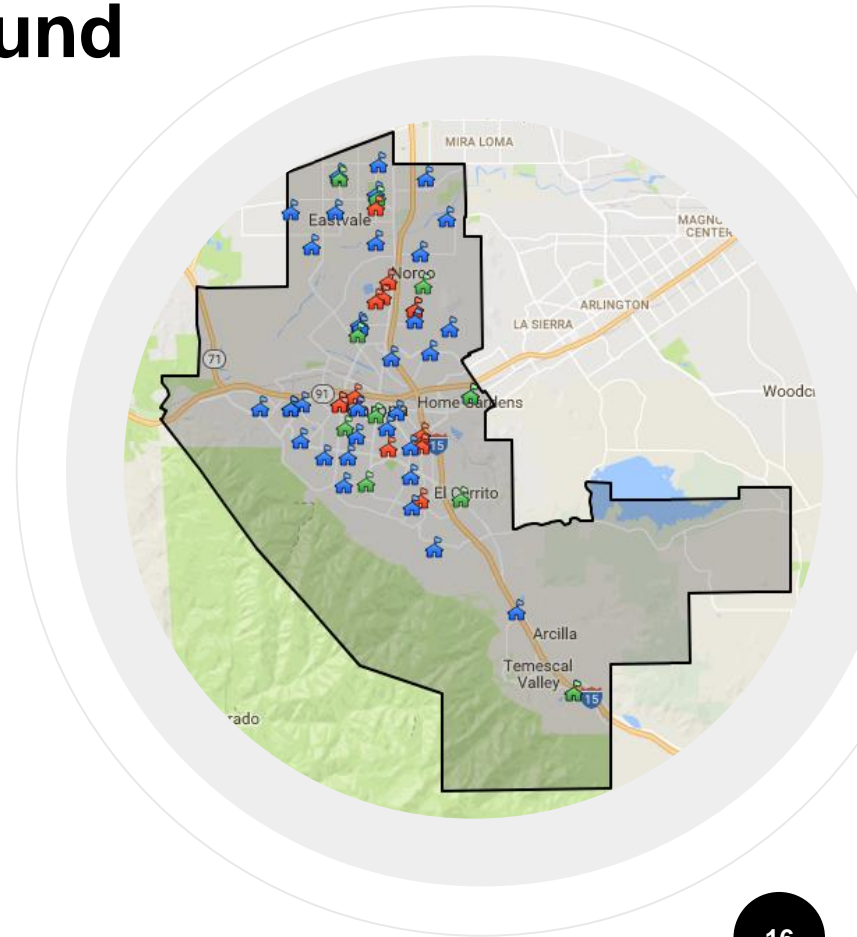 und
MIRA LOMA
Eastvale
MAGNO
CENTER
Norco
ARLINGTON
LA SIERRA
71
91
Home Gardens
Woodcr
15
El Cerrito
Arcilla
Temescal
Valley
15
rado
16